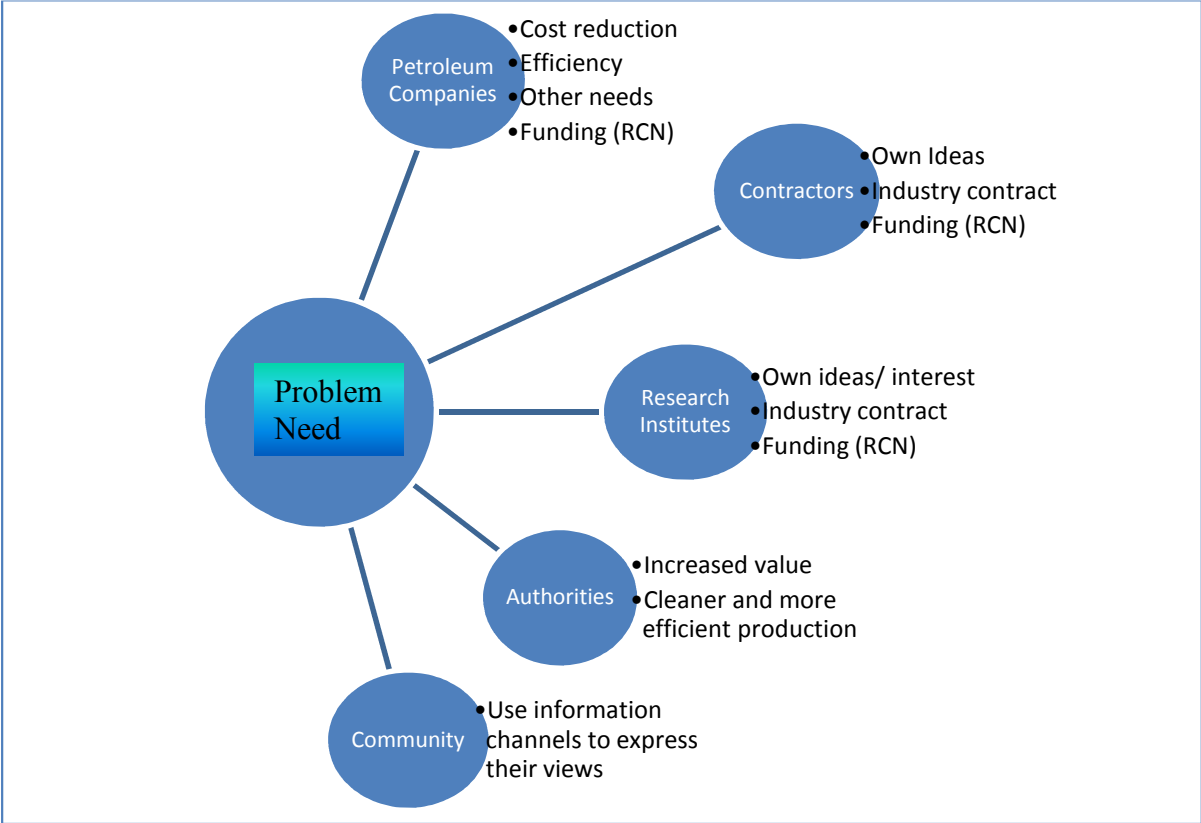 Petroleum
Companies
•Cost reduction
•Efficiency
•Other needs
•Funding (RCN)
Contractors
•Own Ideas
•Industry contract
•Funding (RCN)
Problem
Need
Research
Institutes
•Own ideas/ interest
•Industry contract
•Funding (RCN)
Authorities
•Increased value
•Cleaner and more
efficient production
Community
•Use information
channels to express
their views